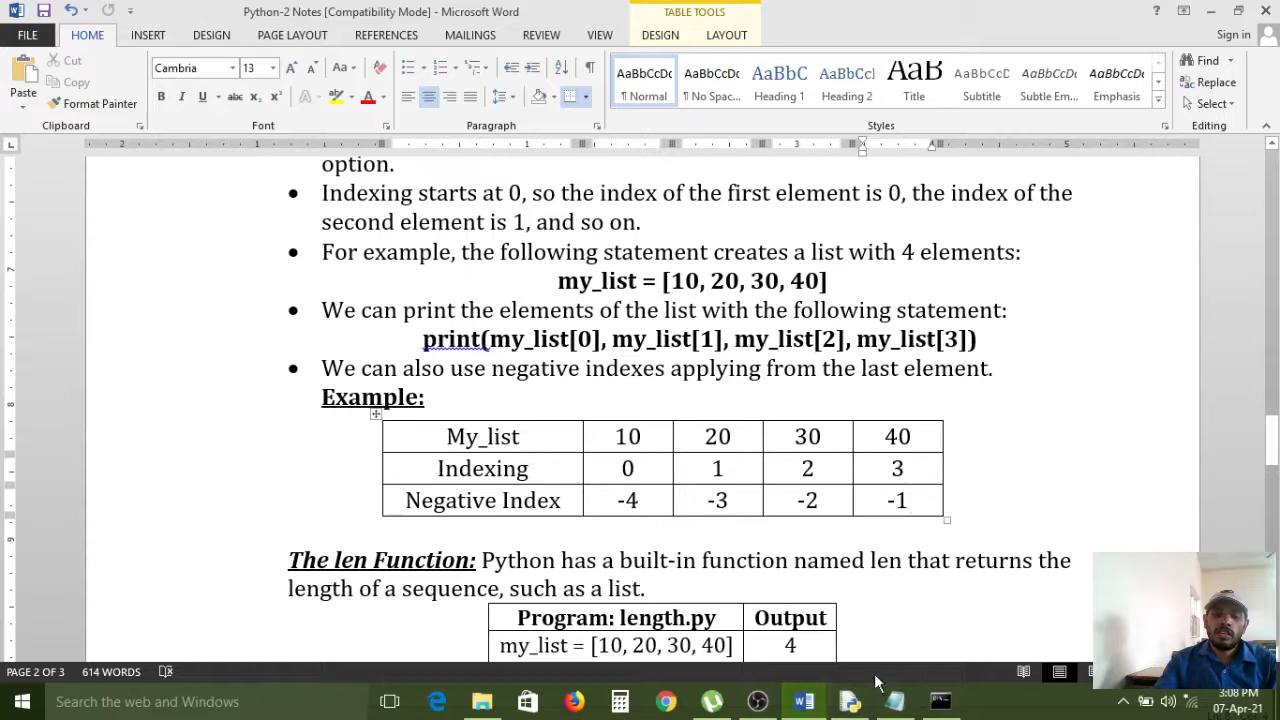 Python-2 Notes [Compatibility Mode] - Microsoft Word
TABLE TOOLS
FILE HOME INSERT DESIGN PAGE LAYOUT REFERENCES MAILINGS REVIEW VIEW DESIGN LAYOUT Sign in
Cut
Copy
Format Painter
Paste
Clipboard
Cambria 13
Font
Paragraph
AaBbCcDc AaBbCcDc AaBbC AaBbCcI AaB AaBbCcD AaBbCcDc AaBbCcDc
¶ Normal ¶ No Spac... Heading 1 Heading 2 Title Subtitle Subtle Em... Emphasis
Styles
Find
Replace
Select
Editing
option.
• Indexing starts at 0, so the index of the first element is 0, the index of the
second element is 1, and so on.
• For example, the following statement creates a list with 4 elements:
my_list = [10, 20, 30, 40]
• We can print the elements of the list with the following statement:
print(my_list[0], my_list[1], my_list[2], my_list[3])
• We can also use negative indexes applying from the last element.
Example:
My_list 10 20 30 40
Indexing 0 1 2 3
Negative Index -4 -3 -2 -1
The len Function: Python has a built-in function named len that returns the
length of a sequence, such as a list.
Program: length.py Output
my_list = [10, 20, 30, 40] 4
PAGE 2 OF 3 614 WORDS
Search the web and Windows
3:08 PM
07-Apr-21